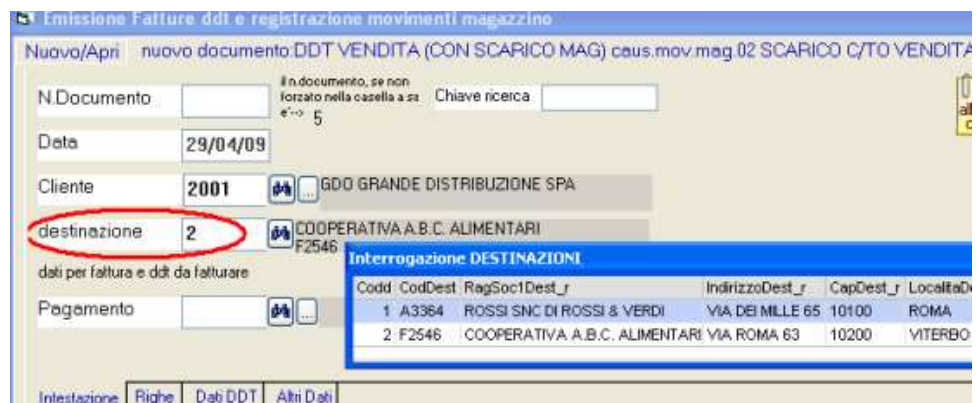 Emissione Fatture ddt e registrazione movimenti magazzino
Nuovo/Apri nuovo documento:DDT VENDITA (CON SCARICO MAG) caus.mov.mag.02 SCARICO C/TO VENDITA
N.Documento
il n.documento, se non
forzato nella casella a sx
e'--> 5
Chiave ricerca
Data 29/04/09
Cliente 2001 ... GDO GRANDE DISTRIBUZIONE SPA
destinazione 2 COOPERATIVA A.B.C. ALIMENTARI
F2546
dati per fattura e ddt da fatturare
Pagamento ...
Interrogazione DESTINAZIONI
Codd CodDest RagSoc1Dest_r IndirizzoDest_r CapDest_r LocalitaDe
1 A3364 ROSSI SNC DI ROSSI & VERDI VIA DEI MILLE 65 10100 ROMA
2 F2546 COOPERATIVA A.B.C. ALIMENTARI VIA ROMA 63 10200 VITERBO
Intestazione Righe Dati DDT Altri Dati